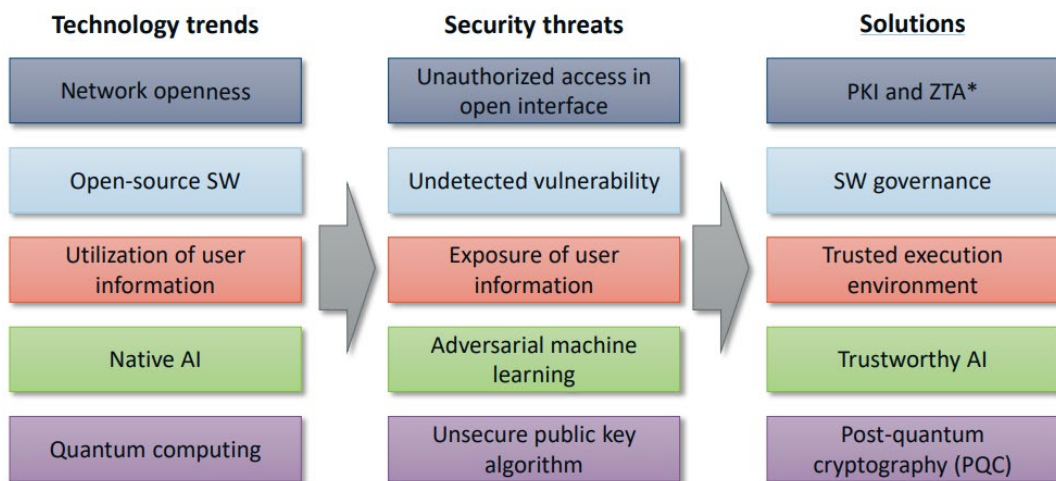 Technology trends
Security threats
Solutions
Network openness
Unauthorized access in
open interface
PKI and ZTA*
Open-source SW
Undetected vulnerability
SW governance
Utilization of user
information
Exposure of user
information
Trusted execution
environment
Native AI
Adversarial machine
learning
Trustworthy AI
Quantum computing
Unsecure public key
algorithm
Post-quantum
cryptography (PQC)